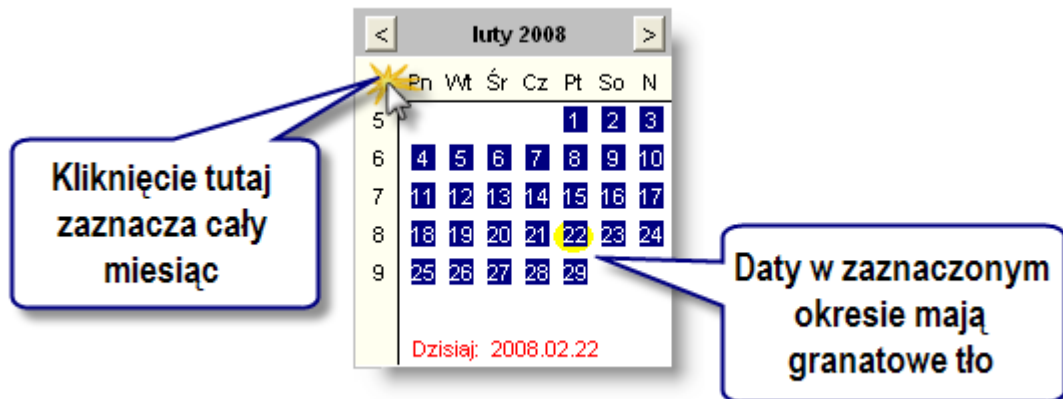 < luty 2008 >
Pn Wt Śr Cz Pt So N
5 1 2 3
6 4 5 6 7 8 9 10
7 11 12 13 14 15 16 17
8 18 19 20 21 22 23 24
9 25 26 27 28 29
Dzisiaj: 2008.02.22
Kliknięcie tutaj
zaznacza cały
miesiąc
Daty w zaznaczonym
okresie mają
granatowe tło